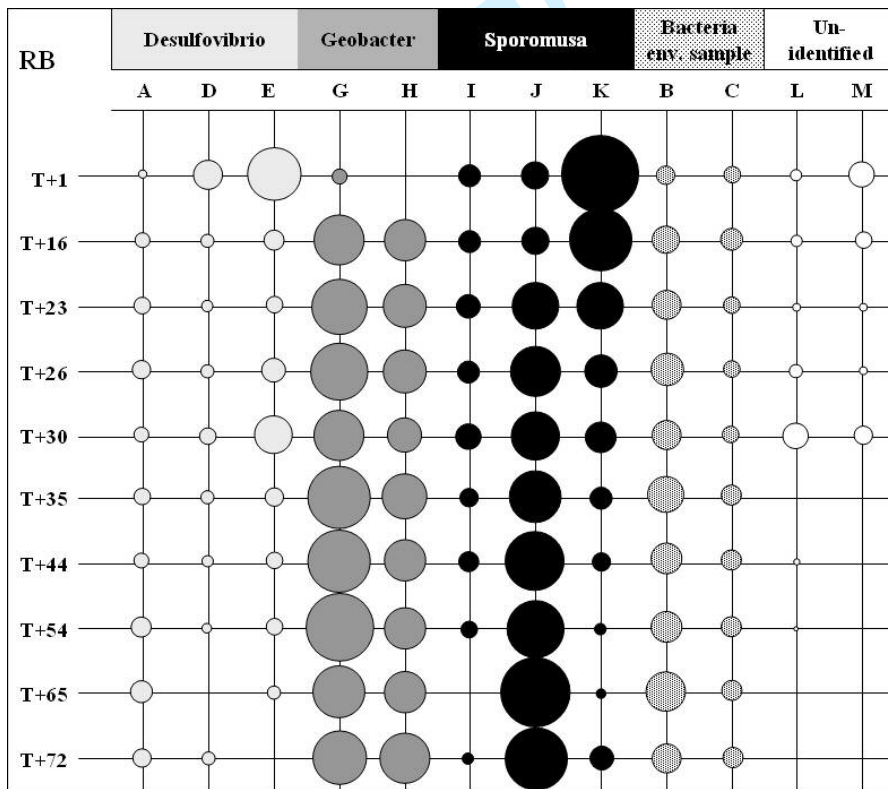 RB
Desulfovibrio Geobacter Sporomusa Bacteria env. sample Un-identified
A D E G H I J K B C L M
T+1
T+16
T+23
T+26
T+30
T+35
T+44
T+54
T+65
T+72